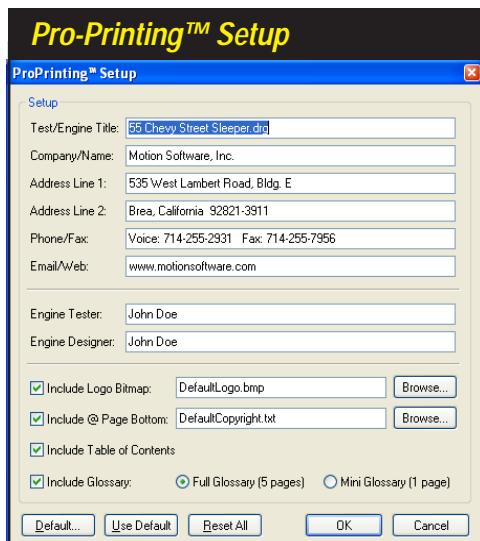 Pro-Printing™ Setup
ProPrinting™ Setup
Setup
Test/Engine Title: 55 Chevy Street Sleeper.drg
Company/Name: Motion Software, Inc.
Address Line 1: 535 West Lambert Road, Bldg. E
Address Line 2: Brea, California 92821-3911
Phone/Fax: Voice: 714-255-2931 Fax: 714-255-7956
Email/Web: www.motionsoftware.com
Engine Tester: John Doe
Engine Designer: John Doe
Include Logo Bitmap: DefaultLogo.bmp Browse...
Include @ Page Bottom: DefaultCopyright.txt Browse...
Include Table of Contents
Include Glossary: Full Glossary (5 pages) Mini Glossary (1 page)
Default... Use Default Reset All OK Cancel